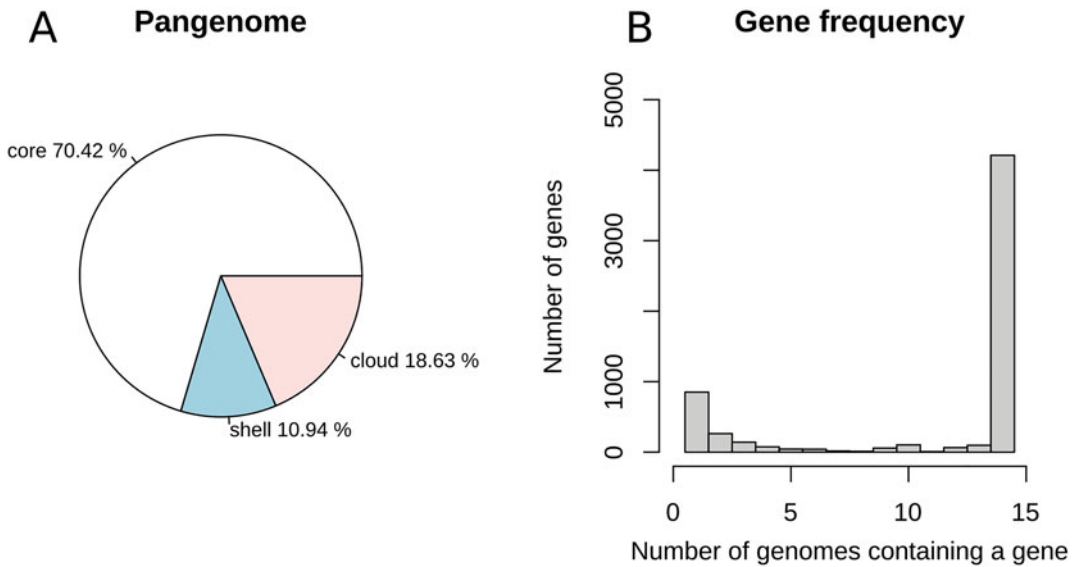 A
Pangenome
core 70.42 %
cloud 18.63 %
shell 10.94 %
B
Gene frequency
Number of genes
5000
3000
1000
0
0 5 10 15
Number of genomes containing a gene